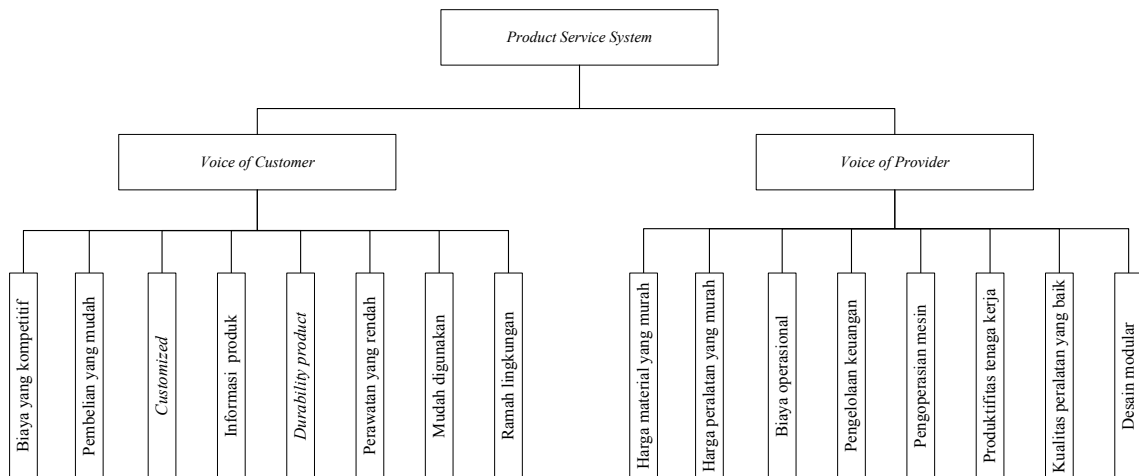 Product Service System
Voice of Customer
Voice of Provider
Biaya yang kompetitif
Pembelian yang mudah
Customized
Informasi produk
Durability product
Perawatan yang rendah
Mudah digunakan
Ramah lingkungan
Harga material yang murah
Harga peralatan yang murah
Biaya operasional
Pengelolaan keuangan
Pengoperasian mesin
Produktifitas tenaga kerja
Kualitas peralatan yang baik
Desain modular